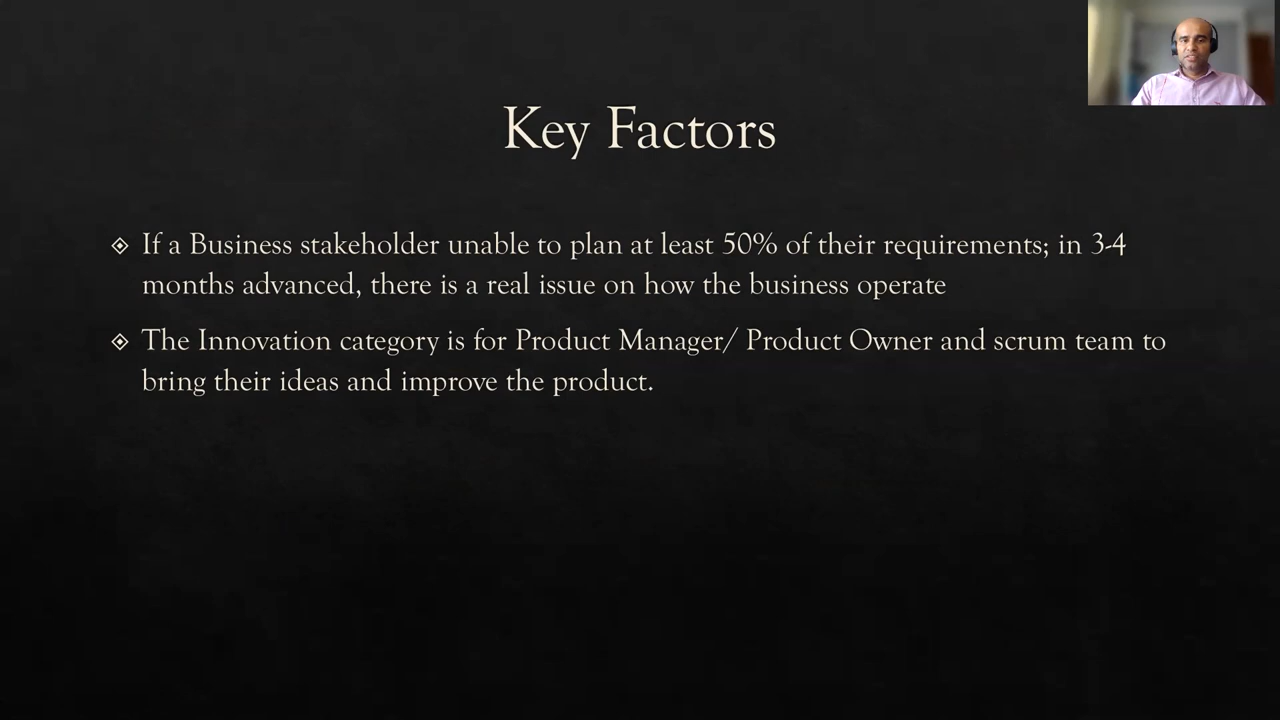 Key Factors
If a Business stakeholder unable to plan at least 50% of their requirements; in 3-4
months advanced, there is a real issue on how the business operate
The Innovation category is for Product Manager/ Product Owner and scrum team to
bring their ideas and improve the product.